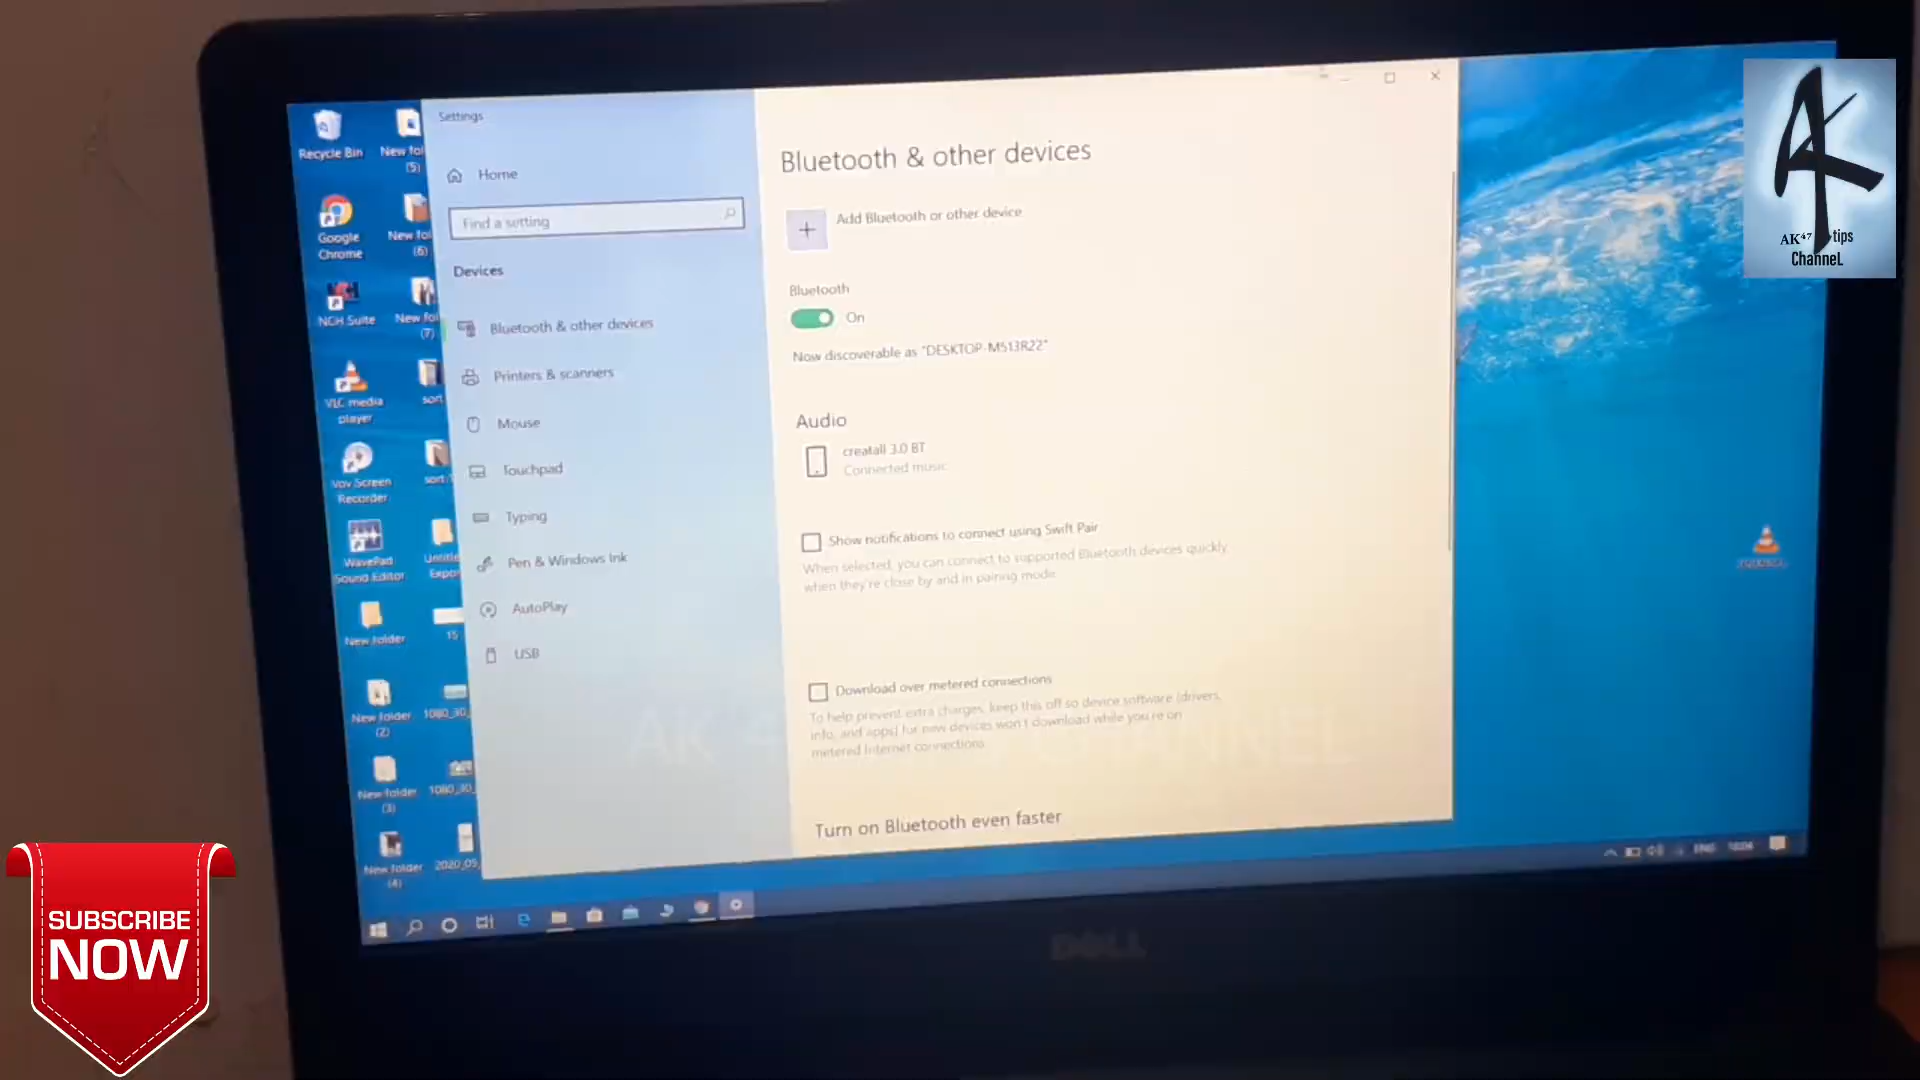 Settings
Home
Find a setting
Devices
Bluetooth & other devices
Printers & scanners
Mouse
Touchpad
Typing
Pen & Windows Ink
AutoPlay
USB
Bluetooth & other devices
Add Bluetooth or other device
Bluetooth
On
Now discoverable as "DESKTOP-M513R22"
Audio
creatall 3.0 BT
Connected music
Show notifications to connect using Swift Pair
When selected, you can connect to supported Bluetooth devices quickly
when they're close by and in pairing mode.
Download over metered connections
To help prevent extra charges, keep this off so device software (drivers,
info, and apps) for new devices won't download while you're on
metered Internet connections.
Turn on Bluetooth even faster
Recycle Bin
New fol
(5)
Google
Chrome
New fol
(6)
NCH Suite
New fol
(7)
VLC media
player
sort
Vov Screen
Recorder
sort
WavePad
Sound Editor
Untitle
Expo
New folder
15
New folder
(2)
1080_30_
New folder
(3)
1080_30_
New folder
(4)
2020_05_
ENG
DELL
AK47 tips
ChanneL
SUBSCRIBE
NOW